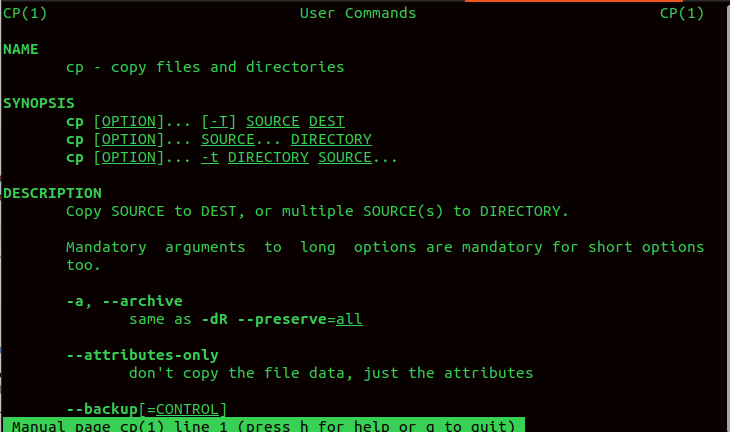 CP(1) User Commands CP(1)
NAME
cp - copy files and directories
SYNOPSIS
cp [OPTION]... [-T] SOURCE DEST
cp [OPTION]... SOURCE... DIRECTORY
cp [OPTION]... -t DIRECTORY SOURCE...
DESCRIPTION
Copy SOURCE to DEST, or multiple SOURCE(s) to DIRECTORY.
Mandatory arguments to long options are mandatory for short options
too.
-a, --archive
same as -dR --preserve=all
--attributes-only
don't copy the file data, just the attributes
--backup[=CONTROL]
Manual page cp(1) line 1 (press h for help or q to quit)